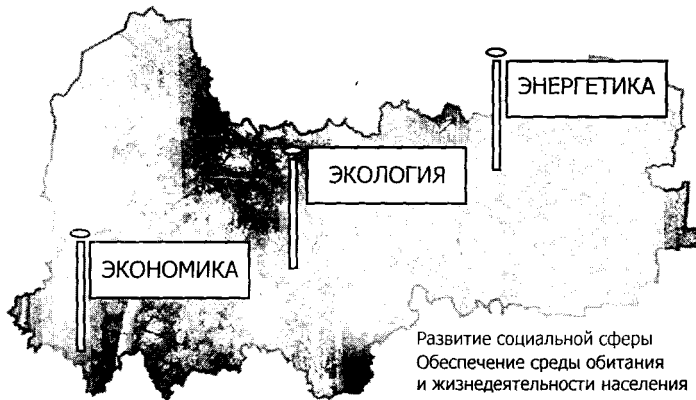 ЭНЕРГЕТИКА
ЭКОЛОГИЯ
ЭКОНОМИКА
Развитие социальной сферы
Обеспечение среды обитания
и жизнедеятельности населения